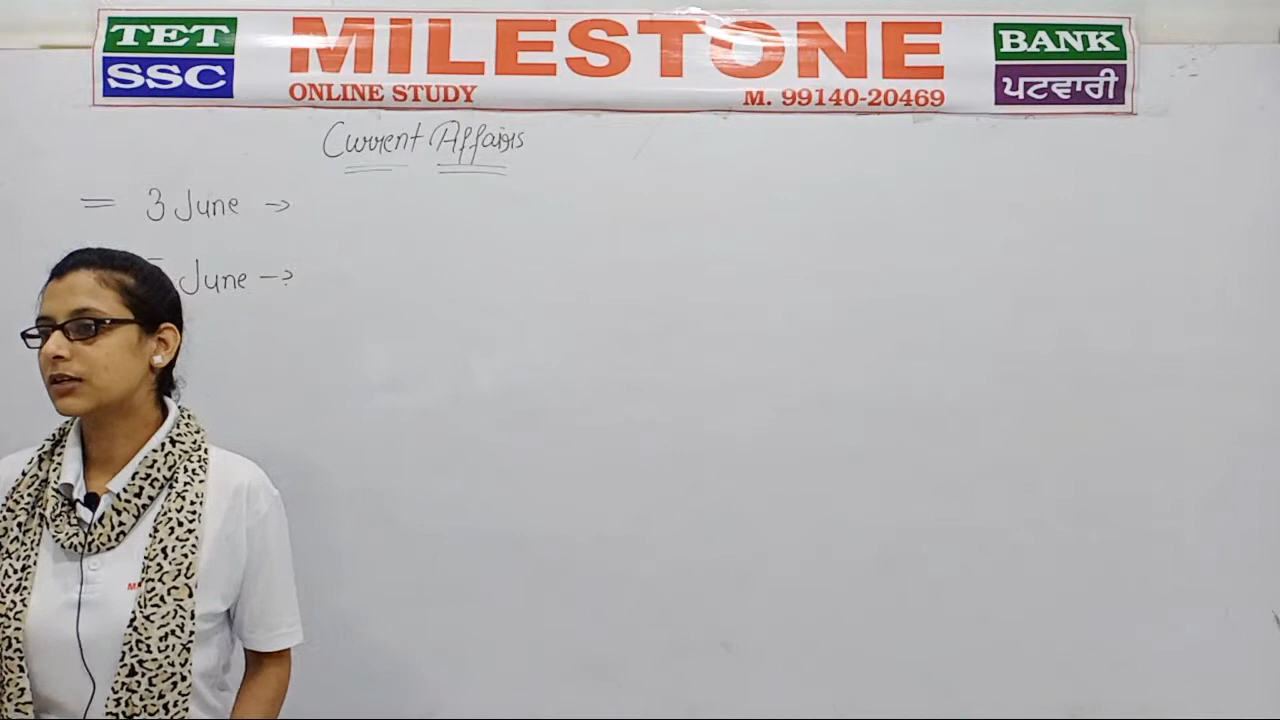 TET
SSC
MILESTONE
ONLINE STUDY
M. 99140-20469
BANK
ਪਟਵਾਰੀ
Current Affairs
= 3 June →
June →